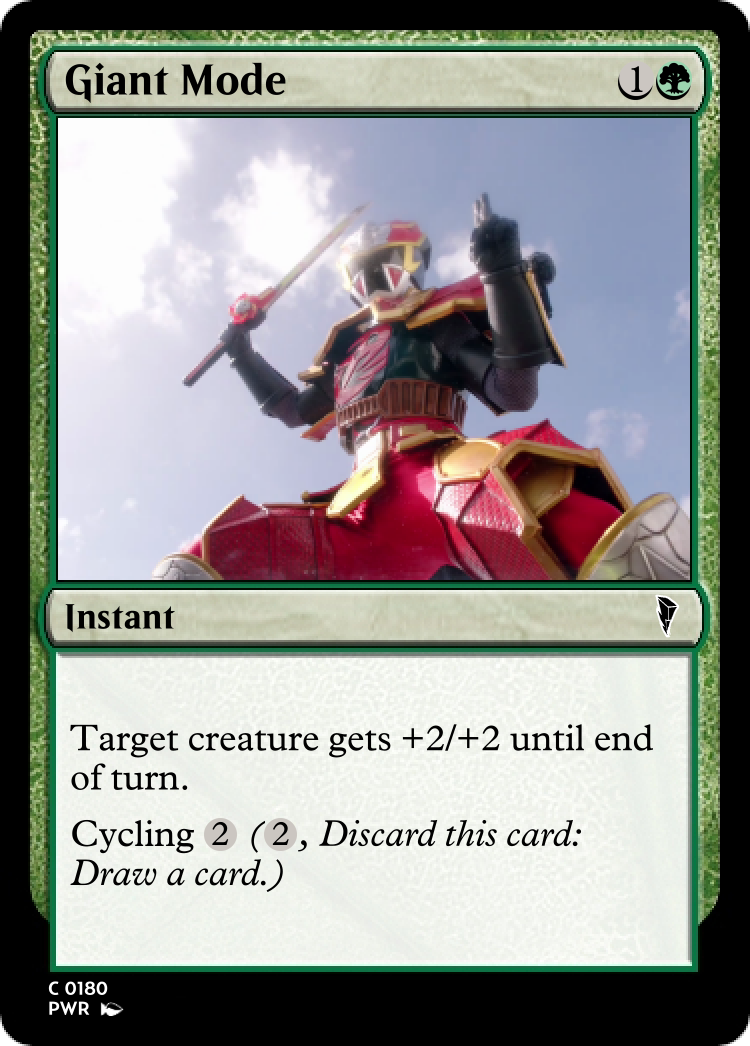 Giant Mode 1
Instant
Target creature gets +2/+2 until end
of turn.
Cycling 2 (2, Discard this card:
Draw a card.)
C 0180
PWR